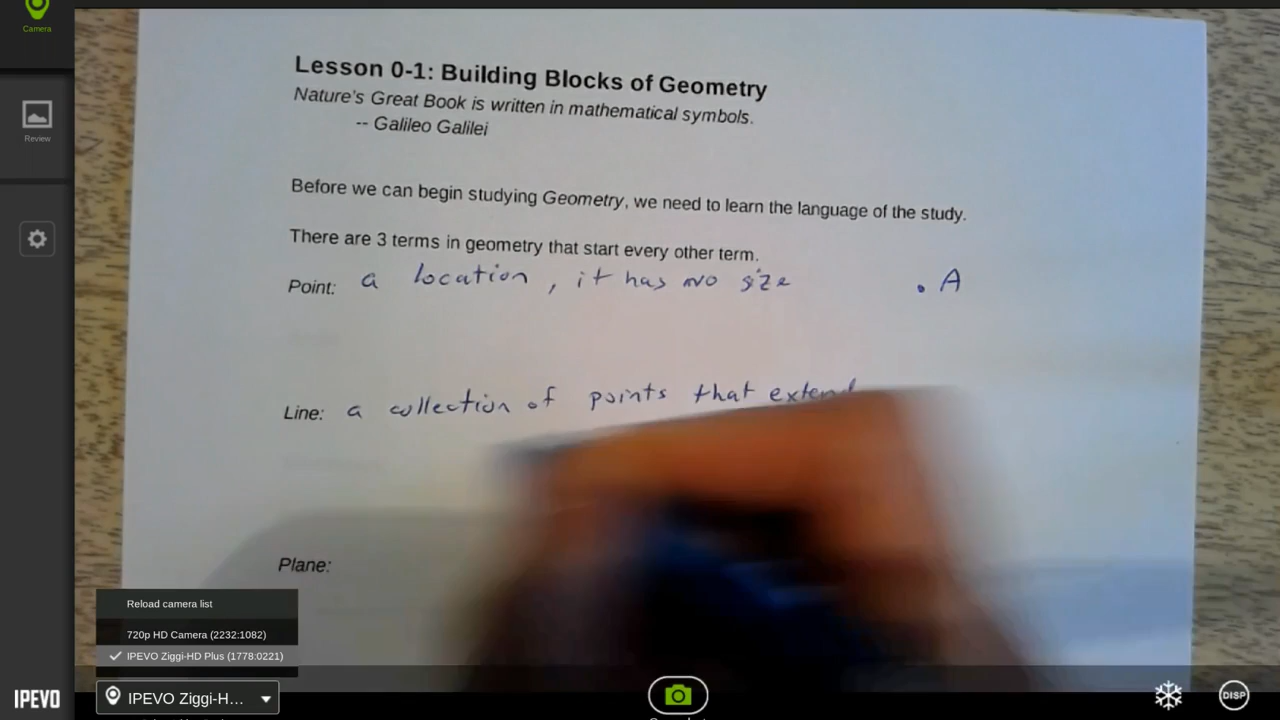 Camera
Lesson 0-1: Building Blocks of Geometry
Nature's Great Book is written in mathematical symbols.
-- Galileo Galilei
Review
Before we can begin studying Geometry, we need to learn the language of the study.
There are 3 terms in geometry that start every other term.
Point: a location, it has no size . A
Line: a collection of points that extend
Plane:
Reload camera list
720p HD Camera (2232:1082)
IPEVO Ziggi-HD Plus (1778:0221)
IPEVO
IPEVO Ziggi-H...
DISP